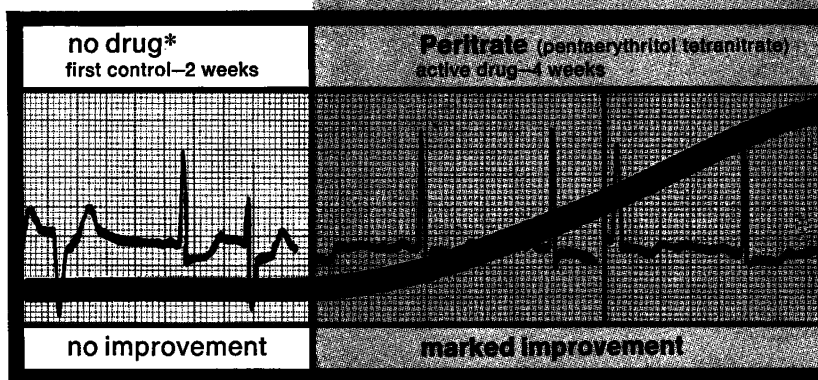 no drug*
first control–2 weeks
Peritrate (pentaerythritol tetranitrate)
active drug–4 weeks
no improvement
marked improvement